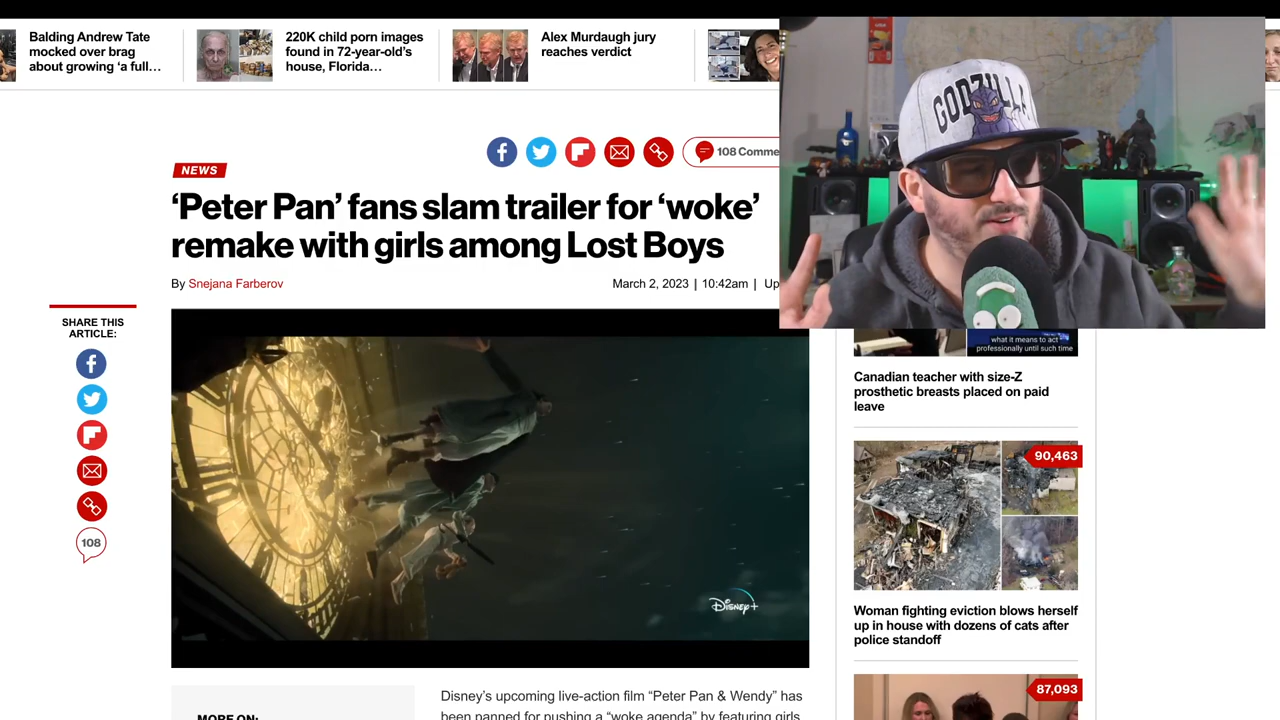 Balding Andrew Tate
mocked over brag
about growing ‘a full…
220K child porn images
found in 72-year-old’s
house, Florida…
Alex Murdaugh jury
reaches verdict
GODZILLA
108 Comme
NEWS
‘Peter Pan’ fans slam trailer for ‘woke’
remake with girls among Lost Boys
By Snejana Farberov
March 2, 2023 | 10:42am | Up
SHARE THIS
ARTICLE:
108
Disney+
what it means to act
professionally until such time
Canadian teacher with size-Z
prosthetic breasts placed on paid
leave
90,463
Woman fighting eviction blows herself
up in house with dozens of cats after
police standoff
87,093
MORE ON:
Disney’s upcoming live-action film “Peter Pan & Wendy” has
been panned for pushing a “woke agenda” by featuring girls